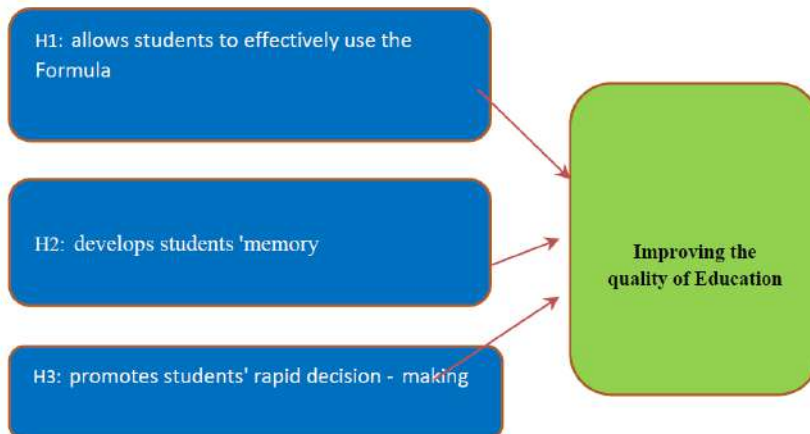 H1: allows students to effectively use the
Formula
H2: develops students 'memory
H3: promotes students' rapid decision - making
Improving the
quality of Education